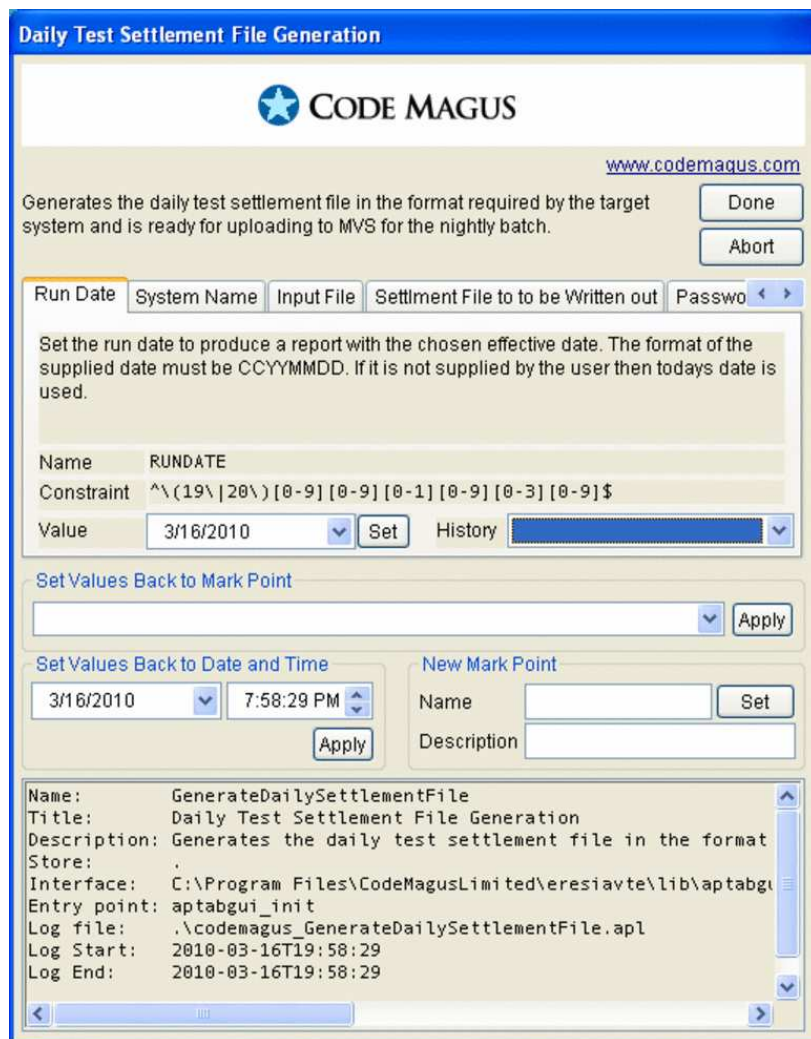 Daily Test Settlement File Generation
CODE MAGUS
www.codemagus.com
Generates the daily test settlement file in the format required by the target
system and is ready for uploading to MVS for the nightly batch.
Done
Abort
Run Date System Name Input File Settlment File to to be Written out Passwo
Set the run date to produce a report with the chosen effective date. The format of the
supplied date must be CCYYMMDD. If it is not supplied by the user then todays date is
used.
Name RUNDATE
Constraint ^\(19\|20\)[0-9][0-9][0-1][0-9][0-3][0-9]$
Value 3/16/2010 Set History
Set Values Back to Mark Point
Apply
Set Values Back to Date and Time
3/16/2010 7:58:29 PM
Apply
New Mark Point
Name Set
Description
Name: GenerateDailySettlementFile
Title: Daily Test Settlement File Generation
Description: Generates the daily test settlement file in the format
Store: .
Interface: C:\Program Files\CodeMagusLimited\eresiavte\lib\aptabgu
Entry point: aptabgui_init
Log file: .\codemagus_GenerateDailySettlementFile.apl
Log Start: 2010-03-16T19:58:29
Log End: 2010-03-16T19:58:29